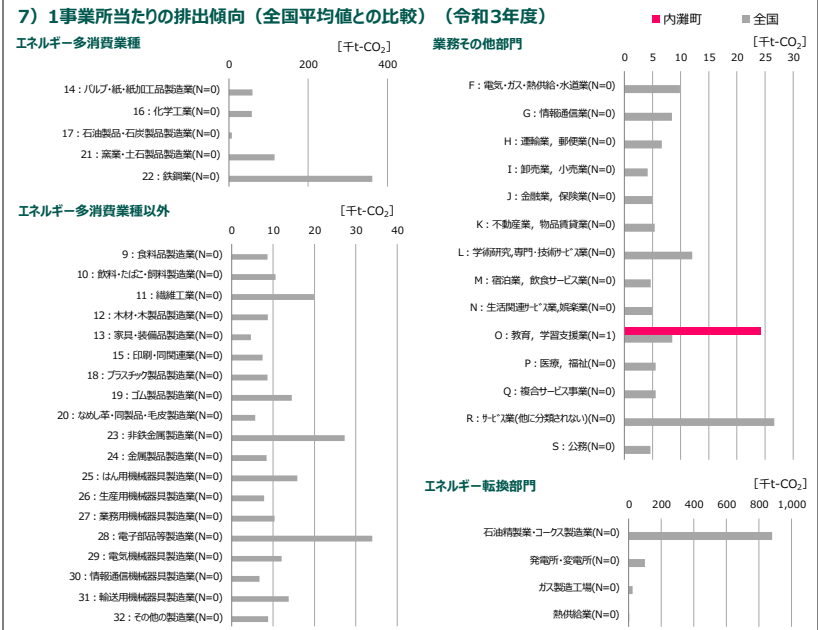 7）1事業所当たりの排出傾向（全国平均値との比較）（令和3年度）
■内灘町 ■全国
エネルギー多消費業種
[千t-CO₂]
0 200 400
14：パルプ・紙・紙加工品製造業(N=0)
16：化学工業(N=0)
17：石油製品・石炭製品製造業(N=0)
21：窯業・土石製品製造業(N=0)
22：鉄鋼業(N=0)
エネルギー多消費業種以外
[千t-CO₂]
0 10 20 30 40
9：食料品製造業(N=0)
10：飲料・たばこ・飼料製造業(N=0)
11：繊維工業(N=0)
12：木材・木製品製造業(N=0)
13：家具・装備品製造業(N=0)
15：印刷・同関連業(N=0)
18：プラスチック製品製造業(N=0)
19：ゴム製品製造業(N=0)
20：なめし革・同製品・毛皮製造業(N=0)
23：非鉄金属製造業(N=0)
24：金属製品製造業(N=0)
25：はん用機械器具製造業(N=0)
26：生産用機械器具製造業(N=0)
27：業務用機械器具製造業(N=0)
28：電子部品等製造業(N=0)
29：電気機械器具製造業(N=0)
30：情報通信機械器具製造業(N=0)
31：輸送用機械器具製造業(N=0)
32：その他の製造業(N=0)
業務その他部門
[千t-CO₂]
0 5 10 15 20 25 30
F：電気・ガス・熱供給・水道業(N=0)
G：情報通信業(N=0)
H：運輸業，郵便業(N=0)
I：卸売業，小売業(N=0)
J：金融業，保険業(N=0)
K：不動産業，物品賃貸業(N=0)
L：学術研究,専門・技術ｻｰﾋﾞｽ業(N=0)
M：宿泊業，飲食サービス業(N=0)
N：生活関連ｻｰﾋﾞｽ業,娯楽業(N=0)
O：教育，学習支援業(N=1)
P：医療，福祉(N=0)
Q：複合サービス事業(N=0)
R：ｻｰﾋﾞｽ業(他に分類されない)(N=0)
S：公務(N=0)
エネルギー転換部門
[千t-CO₂]
0 200 400 600 800 1,000
石油精製業・コークス製造業(N=0)
発電所・変電所(N=0)
ガス製造工場(N=0)
熱供給業(N=0)